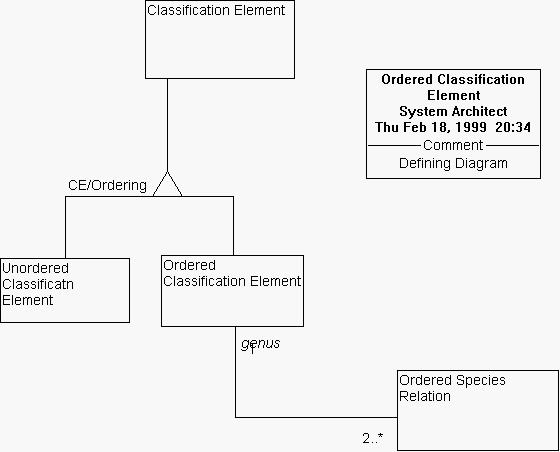 Classification Element
Ordered Classification
Element
System Architect
Thu Feb 18, 1999 20:34
Comment
Defining Diagram
CE/Ordering
Unordered
Classificatn
Element
Ordered
Classification Element
genus
1
Ordered Species
Relation
2..*